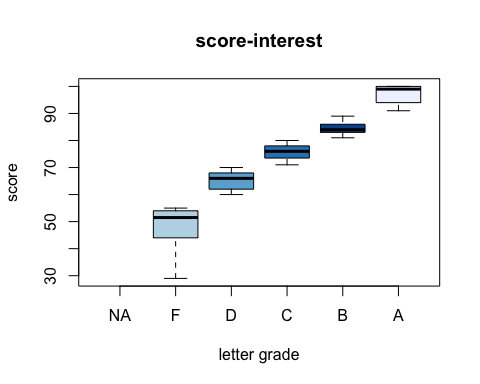 score-interest
score
90
70
50
30
NA F D C B A
letter grade